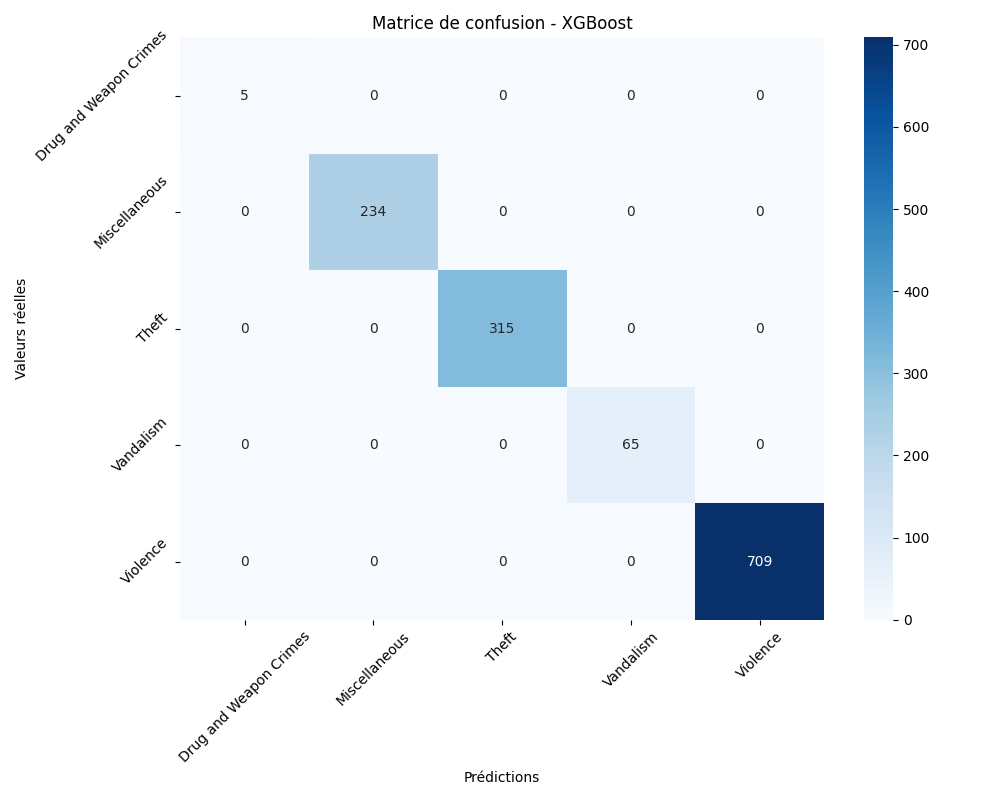 Matrice de confusion - XGBoost
Valeurs réelles
Drug and Weapon Crimes
5 0 0 0 0
Miscellaneous
0 234 0 0 0
Theft
0 0 315 0 0
Vandalism
0 0 0 65 0
Violence
0 0 0 0 709
Drug and Weapon Crimes
Miscellaneous
Theft
Vandalism
Violence
Prédictions
700
600
500
400
300
200
100
0